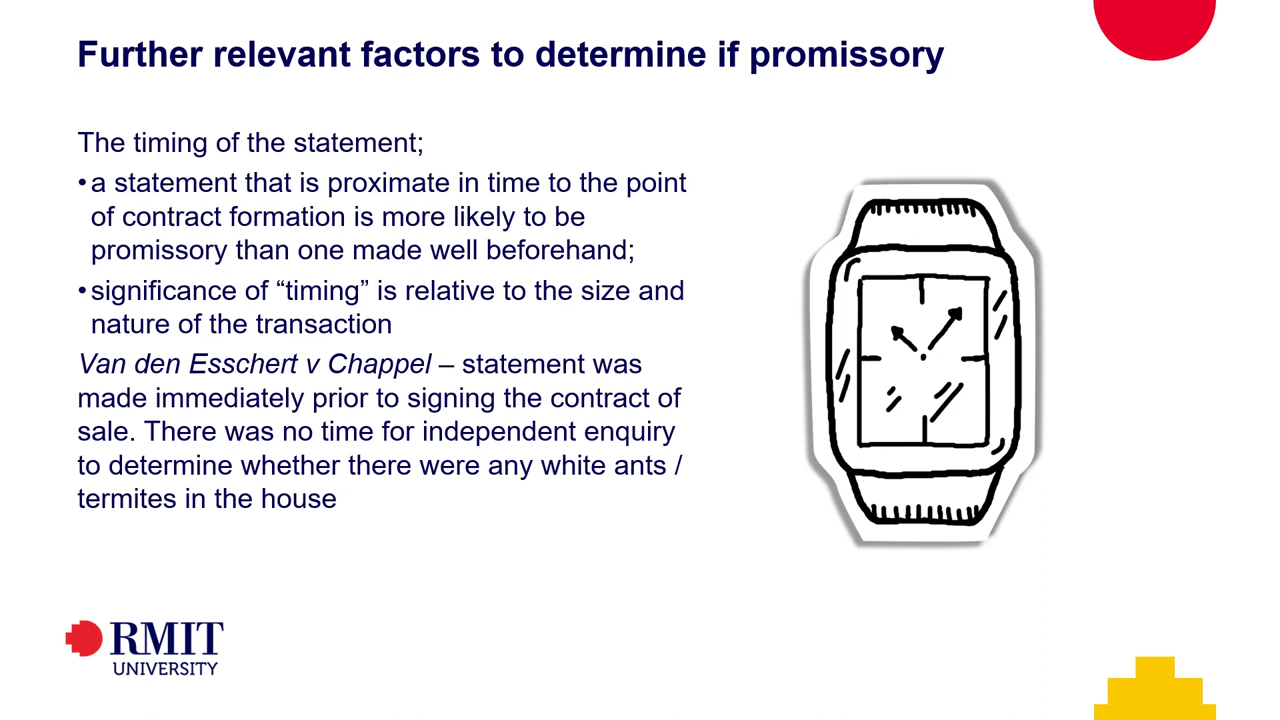 Further relevant factors to determine if promissory
The timing of the statement;
•a statement that is proximate in time to the point
of contract formation is more likely to be
promissory than one made well beforehand;
•significance of “timing” is relative to the size and
nature of the transaction
Van den Esschert v Chappel – statement was
made immediately prior to signing the contract of
sale. There was no time for independent enquiry
to determine whether there were any white ants /
termites in the house
RMIT
UNIVERSITY